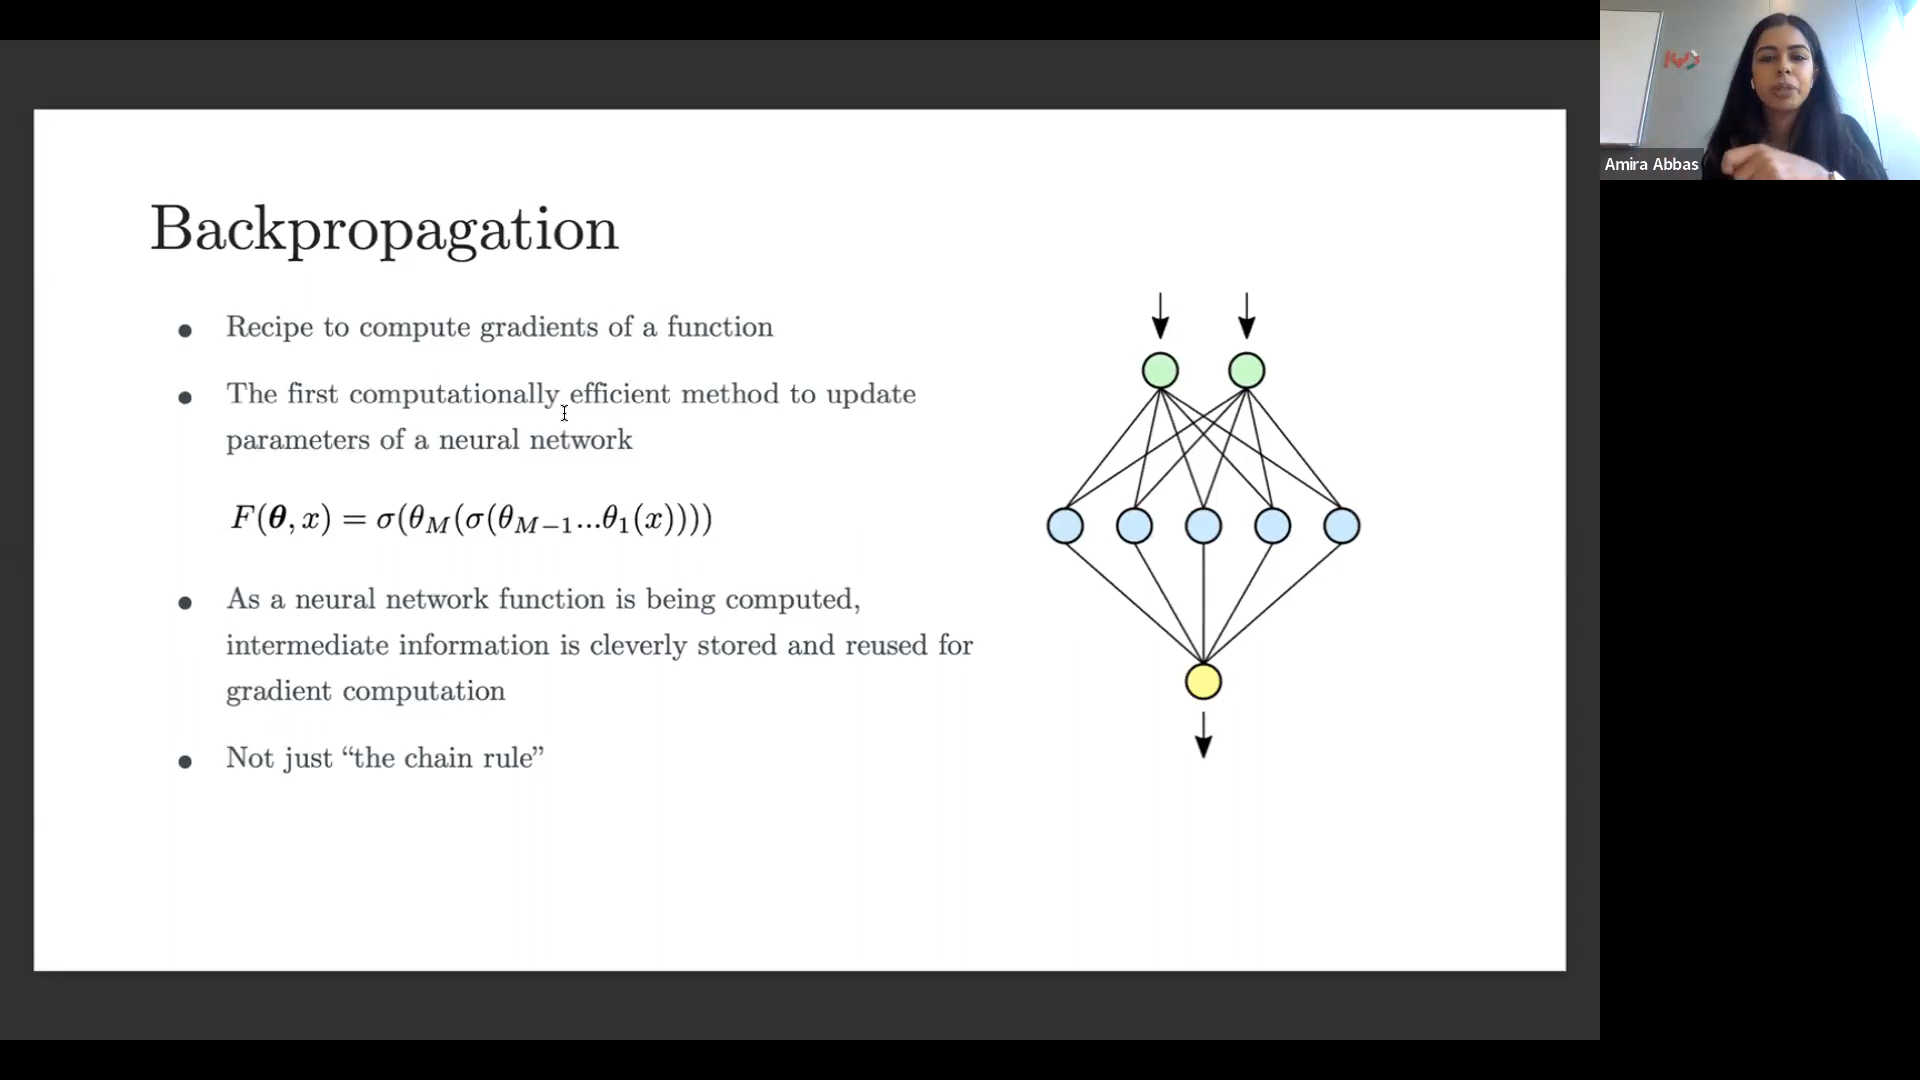 Amira Abbas
Backpropagation
● Recipe to compute gradients of a function
● The first computationally efficient method to update
parameters of a neural network
F(θ, x) = σ(θ_M(σ(θ_{M−1}...θ_1(x))))
● As a neural network function is being computed,
intermediate information is cleverly stored and reused for
gradient computation
● Not just “the chain rule”